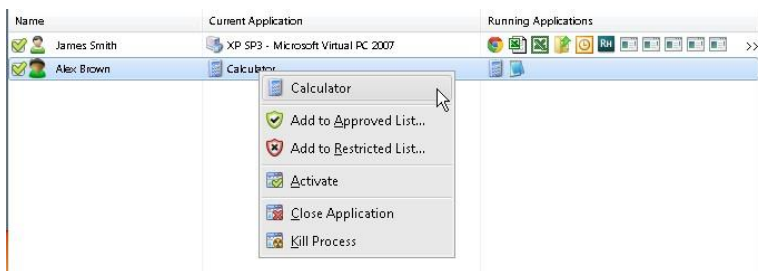 Name Current Application Running Applications
James Smith XP SP3 - Microsoft Virtual PC 2007 RH >>
Alex Brown Calculator
Calculator
Add to Approved List...
Add to Restricted List...
Activate
Close Application
Kill Process